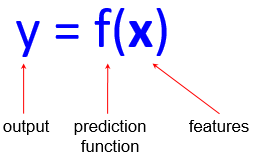 y = f(x)
output prediction features
function